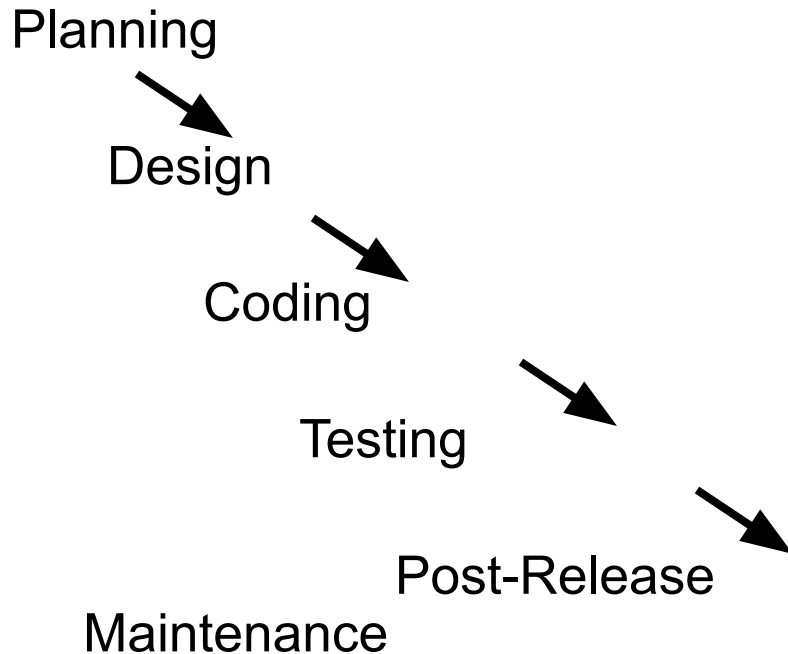 Planning
Design
Coding
Testing
Post-Release
Maintenance